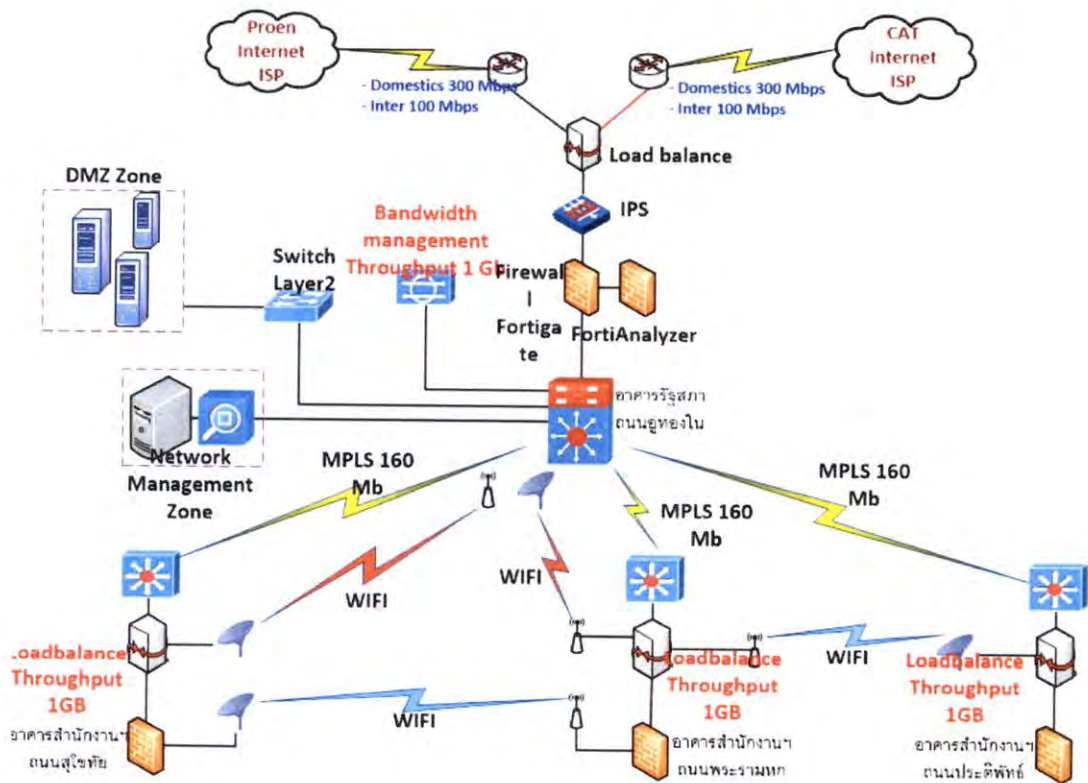 Proen
Internet
ISP
CAT
internet
ISP
- Domestics 300 Mbps
- Inter 100 Mbps
- Domestics 300 Mbps
- Inter 100 Mbps
Load balance
DMZ Zone
IPS
Bandwidth
management
Throughput 1 Gb
Switch
Layer2
Firewal
l
Fortiga
te
FortiAnalyzer
อาคารรัฐสภา
ถนนอู่ทองใน
Network
Management
Zone
MPLS 160
Mb
MPLS 160
Mb
MPLS 160
Mb
WIFI
WIFI
Loadbalance
Throughput
1GB
Loadbalance
Throughput
1GB
WIFI
Loadbalance
Throughput
1GB
WIFI
อาคารสำนักงานฯ
ถนนสุโขทัย
อาคารสำนักงานฯ
ถนนพระรามหก
อาคารสำนักงานฯ
ถนนประดิพัทธ์